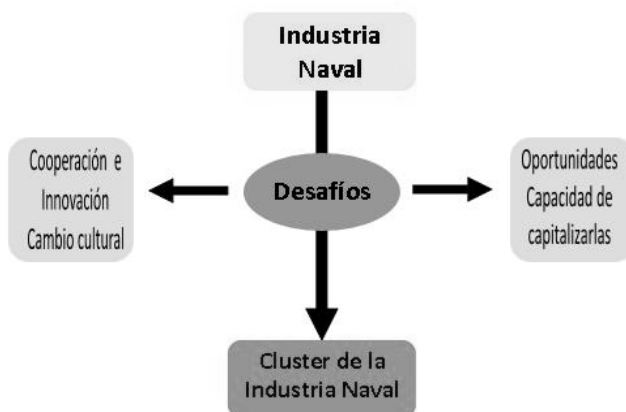 Industria
Naval
Cooperación e
Innovación
Cambio cultural
Desafíos
Oportunidades
Capacidad de
capitalizarlas
Cluster de la
Industria Naval